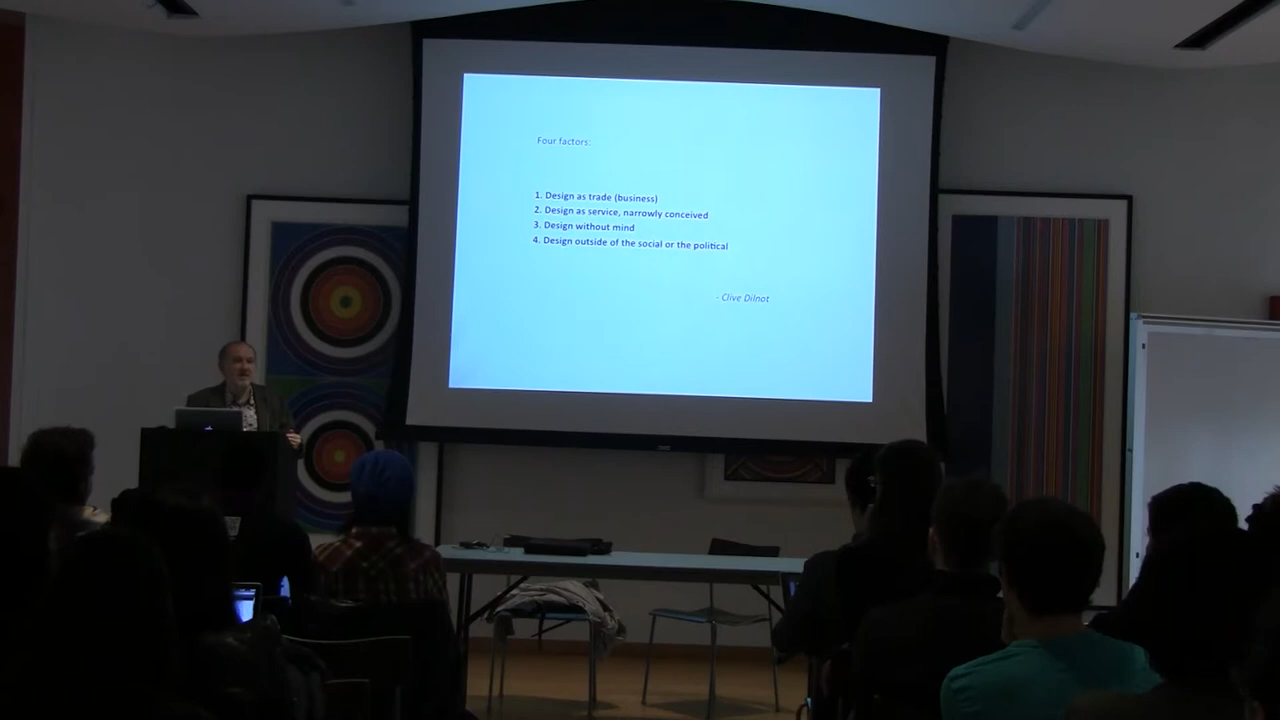 Four factors:
1. Design as trade (business)
2. Design as service, narrowly conceived
3. Design without mind
4. Design outside of the social or the political
- Clive Dilnot